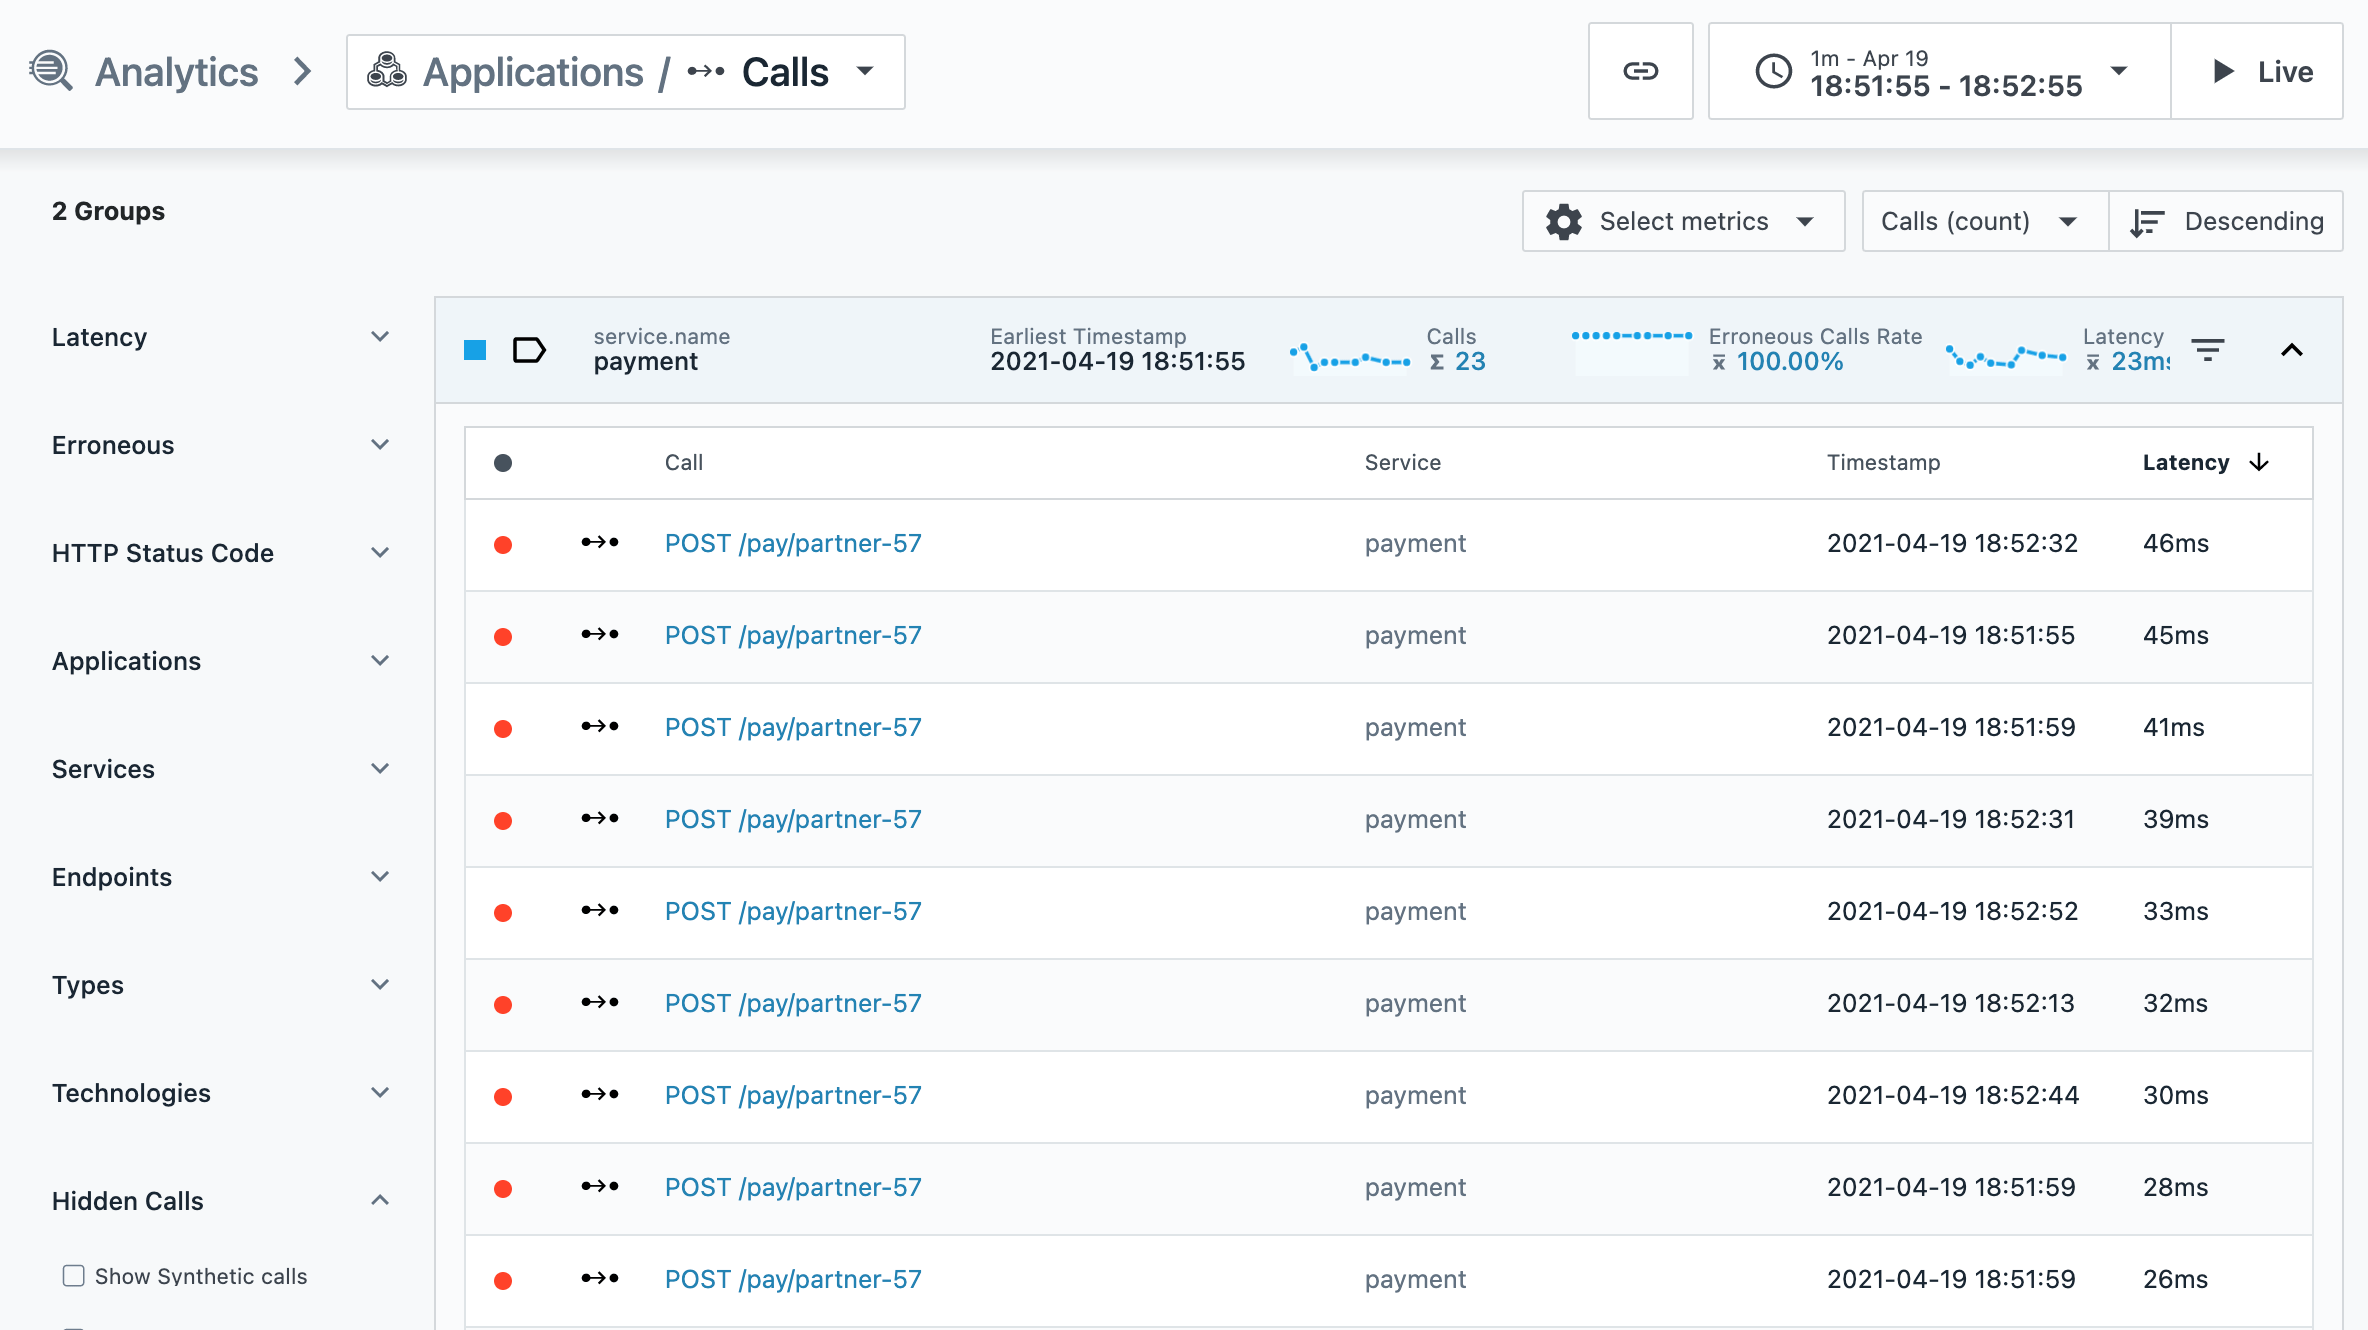 Analytics
Applications / Calls
1m - Apr 19
18:51:55 - 18:52:55
Live
2 Groups
Select metrics
Calls (count)
Descending
Latency
Erroneous
HTTP Status Code
Applications
Services
Endpoints
Types
Technologies
Hidden Calls
Show Synthetic calls
service.name
payment
Earliest Timestamp
2021-04-19 18:51:55
Calls
Σ 23
Erroneous Calls Rate
x̅ 100.00%
Latency
x̅ 23ms
Call Service Timestamp Latency
POST /pay/partner-57 payment 2021-04-19 18:52:32 46ms
POST /pay/partner-57 payment 2021-04-19 18:51:55 45ms
POST /pay/partner-57 payment 2021-04-19 18:51:59 41ms
POST /pay/partner-57 payment 2021-04-19 18:52:31 39ms
POST /pay/partner-57 payment 2021-04-19 18:52:52 33ms
POST /pay/partner-57 payment 2021-04-19 18:52:13 32ms
POST /pay/partner-57 payment 2021-04-19 18:52:44 30ms
POST /pay/partner-57 payment 2021-04-19 18:51:59 28ms
POST /pay/partner-57 payment 2021-04-19 18:51:59 26ms